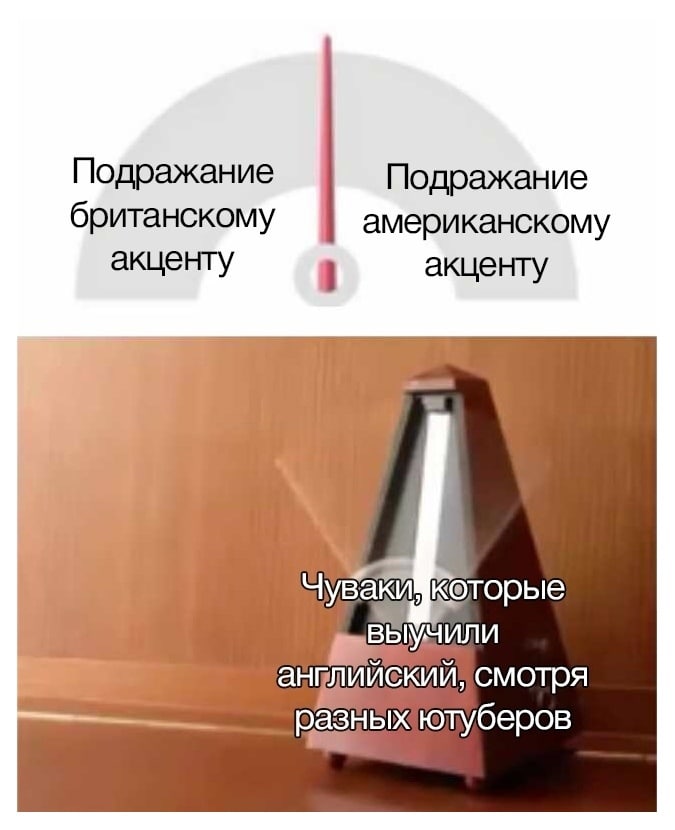 Подражание
британскому
акценту
Подражание
американскому
акценту
Чуваки, которые
выучили
английский, смотря
разных ютуберов